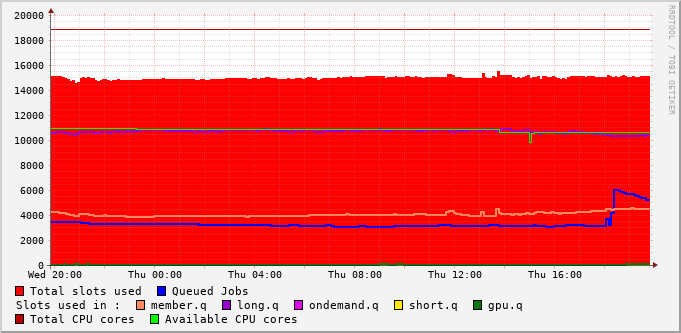 20000
18000
16000
14000
12000
10000
8000
6000
4000
2000
0
Wed 20:00 Thu 00:00 Thu 04:00 Thu 08:00 Thu 12:00 Thu 16:00
RRDTOOL / TOBI OETIKER
Total slots used Queued Jobs
Slots used in : member.q long.q ondemand.q short.q gpu.q
Total CPU cores Available CPU cores